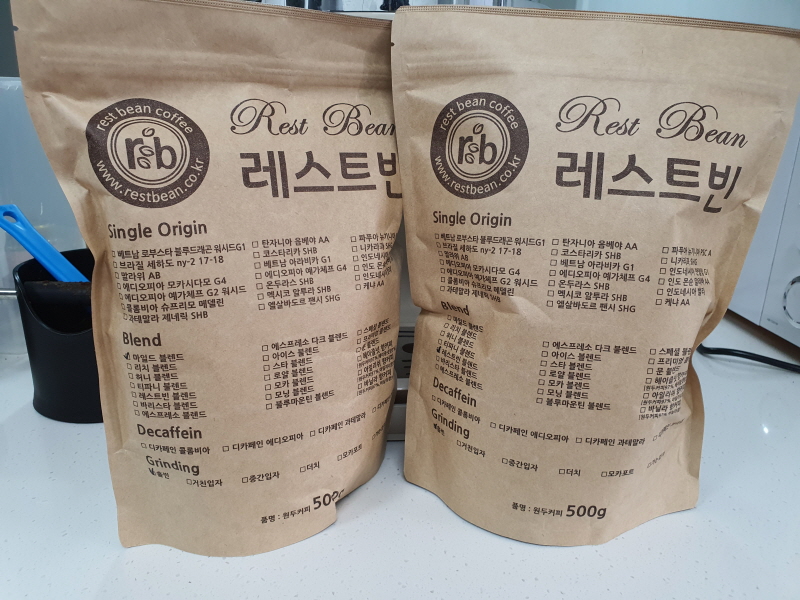 rest bean coffee
rb
www.restbean.co.kr
Rest Bean
레스트빈
Single Origin
베트남 로부스타 블루드래곤 워시드G1
브라질 세하도 ny-2 17-18
말라위 AB
에디오피아 모카시다모 G4
에디오피아 예가체프 G2 워시드
콜롬비아 슈프리모 메델린
과테말라 제네릭 SHB
탄자니아 음베야 AA
코스타리카 SHB
베트남 아라비카 G1
에디오피아 예가체프 G4
온두라스 SHB
멕시코 알투라 SHB
엘살바도르 팬시 SHG
케냐 AA
Blend
마일드 블렌드
리치 블렌드
허니 블렌드
티파니 블렌드
레스트빈 블렌드
바리스타 블렌드
에스프레소 블렌드
에스프레소 다크 블렌드
아이스 블렌드
스타 블렌드
로얄 블렌드
모카 블렌드
모닝 블렌드
블루마운틴 블렌드
Decaffein
디카페인 콜롬비아
디카페인 에디오피아
디카페인 과테말라
Grinding
홀빈
거친입자
중간입자
더치
모카포트
품명 : 원두커피 500g
rest bean coffee
rb
www.restbean.co.kr
Rest Bean
레스트빈
Single Origin
베트남 로부스타 블루드래곤 워시드G1
브라질 세하도 ny-2 17-18
말라위 AB
에디오피아 모카시다모 G4
에디오피아 예가체프 G2 워시드
콜롬비아 슈프리모 메델린
과테말라 제네릭 SHB
탄자니아 음베야 AA
코스타리카 SHB
베트남 아라비카 G1
에디오피아 예가체프 G4
온두라스 SHB
멕시코 알투라 SHB
엘살바도르 팬시 SHG
케냐 AA
Blend
마일드 블렌드
리치 블렌드
허니 블렌드
티파니 블렌드
레스트빈 블렌드
바리스타 블렌드
에스프레소 블렌드
에스프레소 다크 블렌드
아이스 블렌드
스타 블렌드
로얄 블렌드
모카 블렌드
모닝 블렌드
블루마운틴 블렌드
Decaffein
디카페인 콜롬비아
디카페인 에디오피아
디카페인 과테말라
Grinding
홀빈
거친입자
중간입자
더치
모카포트
품명 : 원두커피 500g